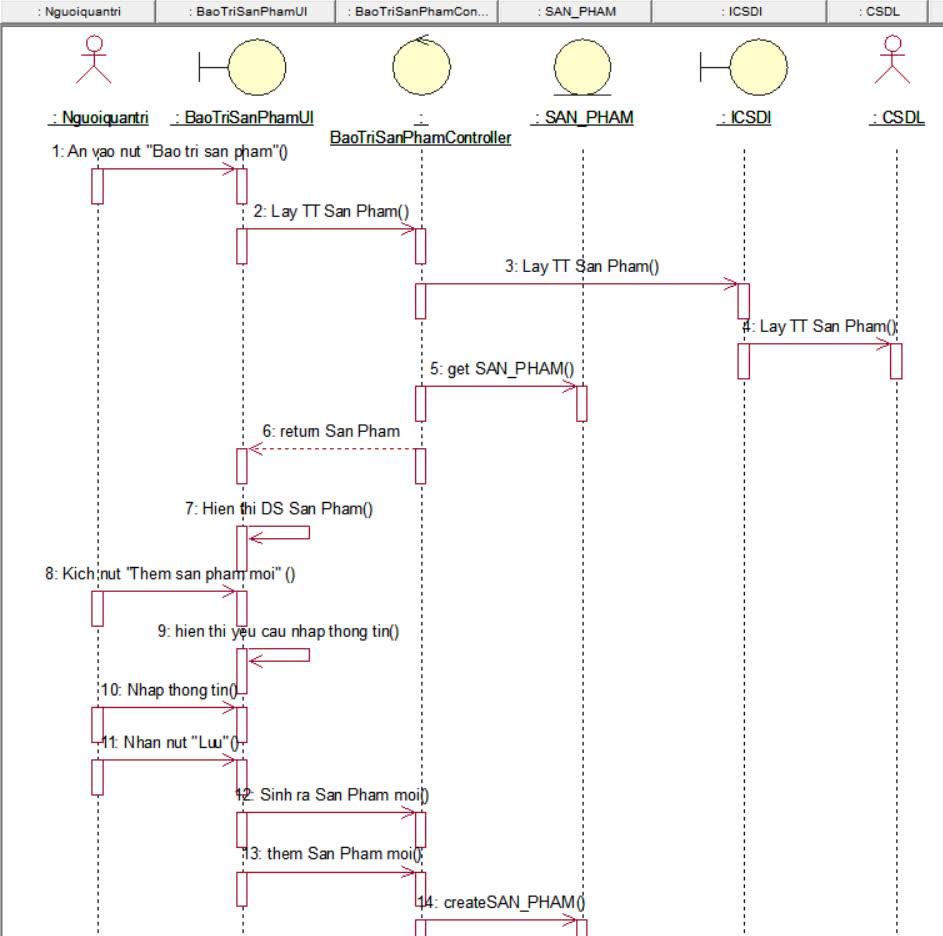 : Nguoiquantri : BaoTriSanPhamUI : BaoTriSanPhamCon... : SAN_PHAM : ICSDl : CSDL
: Nguoiquantri : BaoTriSanPhamUI : : SAN_PHAM : ICSDl : CSDL
BaoTriSanPhamController
1: An vao nut "Bao tri san pham"()
2: Lay TT San Pham()
3: Lay TT San Pham()
4: Lay TT San Pham()
5: get SAN_PHAM()
6: return San Pham
7: Hien thi DS San Pham()
8: Kich nut "Them san pham moi" ()
9: hien thi yeu cau nhap thong tin()
10: Nhap thong tin()
11: Nhan nut "Luu"()
12: Sinh ra San Pham moi()
13: them San Pham moi()
14: createSAN_PHAM()